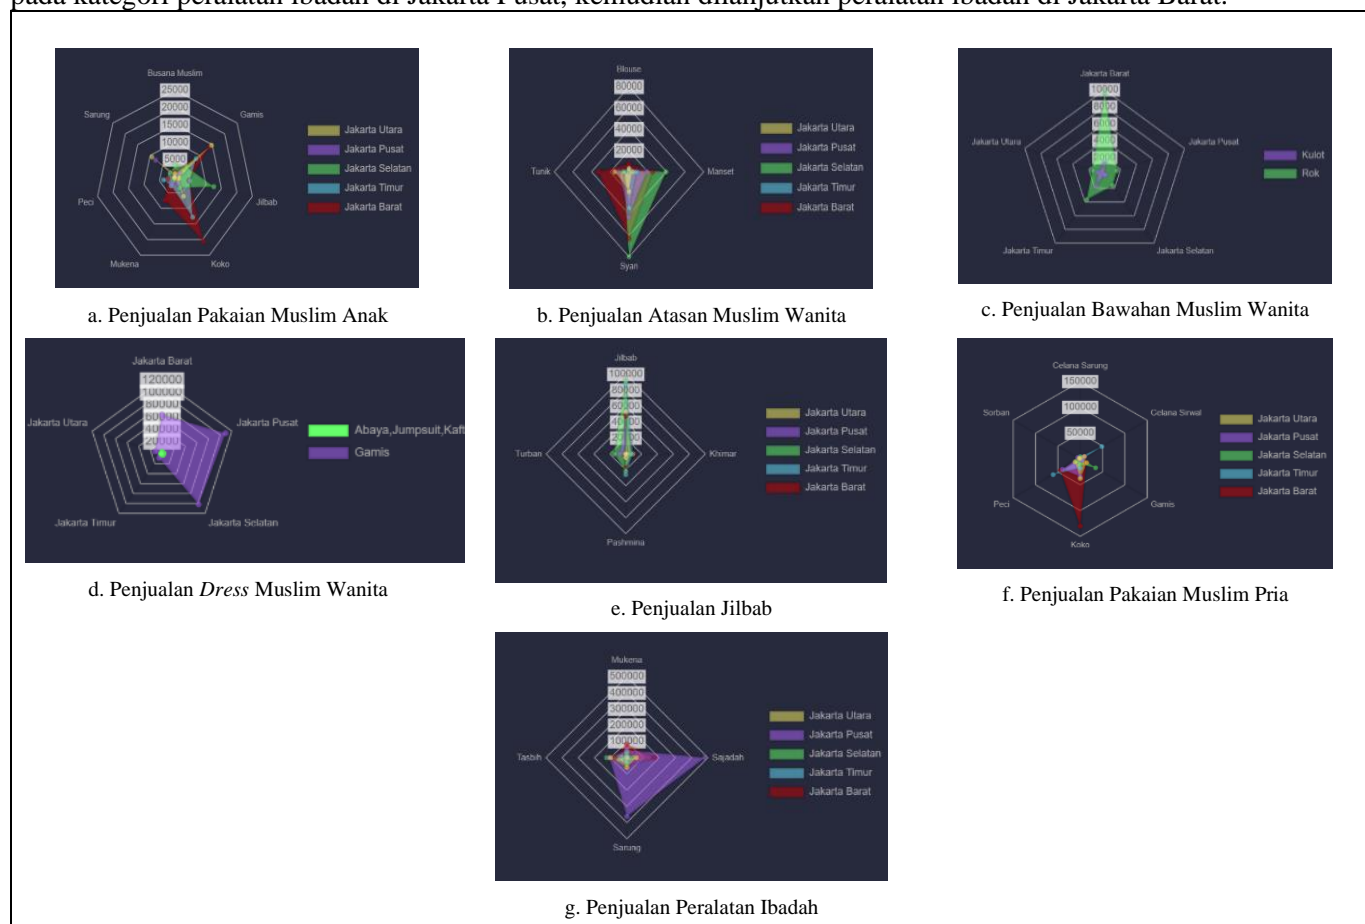 pada kategori peralatan ibadah di Jakarta Pusat, kemudian dilanjutkan peralatan ibadah di Jakarta Barat.
Busana Muslim
25000
20000
15000
10000
5000
Sarung
Gamis
Peci
Jilbab
Mukena
Koko
Jakarta Utara
Jakarta Pusat
Jakarta Selatan
Jakarta Timur
Jakarta Barat
a. Penjualan Pakaian Muslim Anak
Blouse
80000
60000
40000
20000
Tunik
Manset
Syari
Jakarta Utara
Jakarta Pusat
Jakarta Selatan
Jakarta Timur
Jakarta Barat
b. Penjualan Atasan Muslim Wanita
Jakarta Barat
10000
8000
6000
4000
2000
Jakarta Utara
Jakarta Pusat
Jakarta Timur
Jakarta Selatan
Kulot
Rok
c. Penjualan Bawahan Muslim Wanita
Jakarta Barat
120000
100000
80000
60000
40000
20000
Jakarta Utara
Jakarta Pusat
Jakarta Timur
Jakarta Selatan
Abaya,Jumpsuit,Kaft
Gamis
d. Penjualan Dress Muslim Wanita
Jilbab
100000
80000
60000
40000
20000
Turban
Khimar
Pashmina
Jakarta Utara
Jakarta Pusat
Jakarta Selatan
Jakarta Timur
Jakarta Barat
e. Penjualan Jilbab
Celana Sarung
150000
100000
50000
Sorban
Celana Sirwal
Peci
Gamis
Koko
Jakarta Utara
Jakarta Pusat
Jakarta Selatan
Jakarta Timur
Jakarta Barat
f. Penjualan Pakaian Muslim Pria
Mukena
500000
400000
300000
200000
100000
Tasbih
Sajadah
Sarung
Jakarta Utara
Jakarta Pusat
Jakarta Selatan
Jakarta Timur
Jakarta Barat
g. Penjualan Peralatan Ibadah